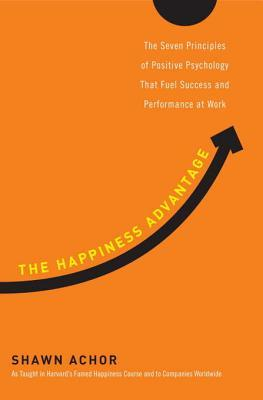 The Seven Principles
of Positive Psychology
That Fuel Success and
Performance at Work
THE HAPPINESS ADVANTAGE
SHAWN ACHOR
As Taught in Harvard's Famed Happiness Course and to Companies Worldwide